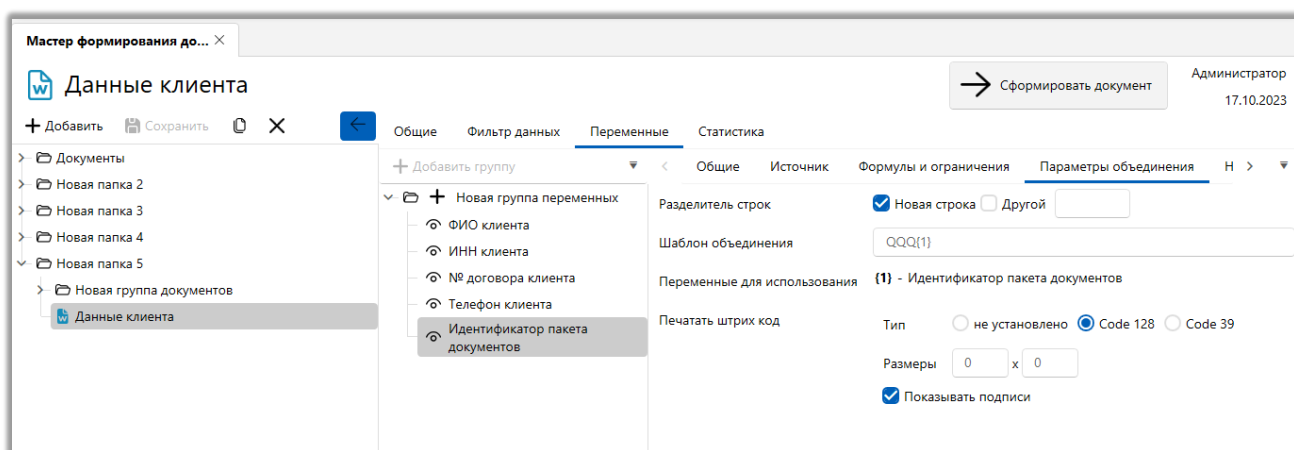 Мастер формирования до...
Данные клиента
Сформировать документ
Администратор
17.10.2023
Добавить Сохранить
Общие Фильтр данных Переменные Статистика
Документы
Новая папка 2
Новая папка 3
Новая папка 4
Новая папка 5
Новая группа документов
Данные клиента
Добавить группу
Новая группа переменных
ФИО клиента
ИНН клиента
№ договора клиента
Телефон клиента
Идентификатор пакета
документов
Общие Источник Формулы и ограничения Параметры объединения Н
Разделитель строк Новая строка Другой
Шаблон объединения QQQ{1}
Переменные для использования {1} - Идентификатор пакета документов
Печатать штрих код Тип не установлено Code 128 Code 39
Размеры 0 x 0
Показывать подписи